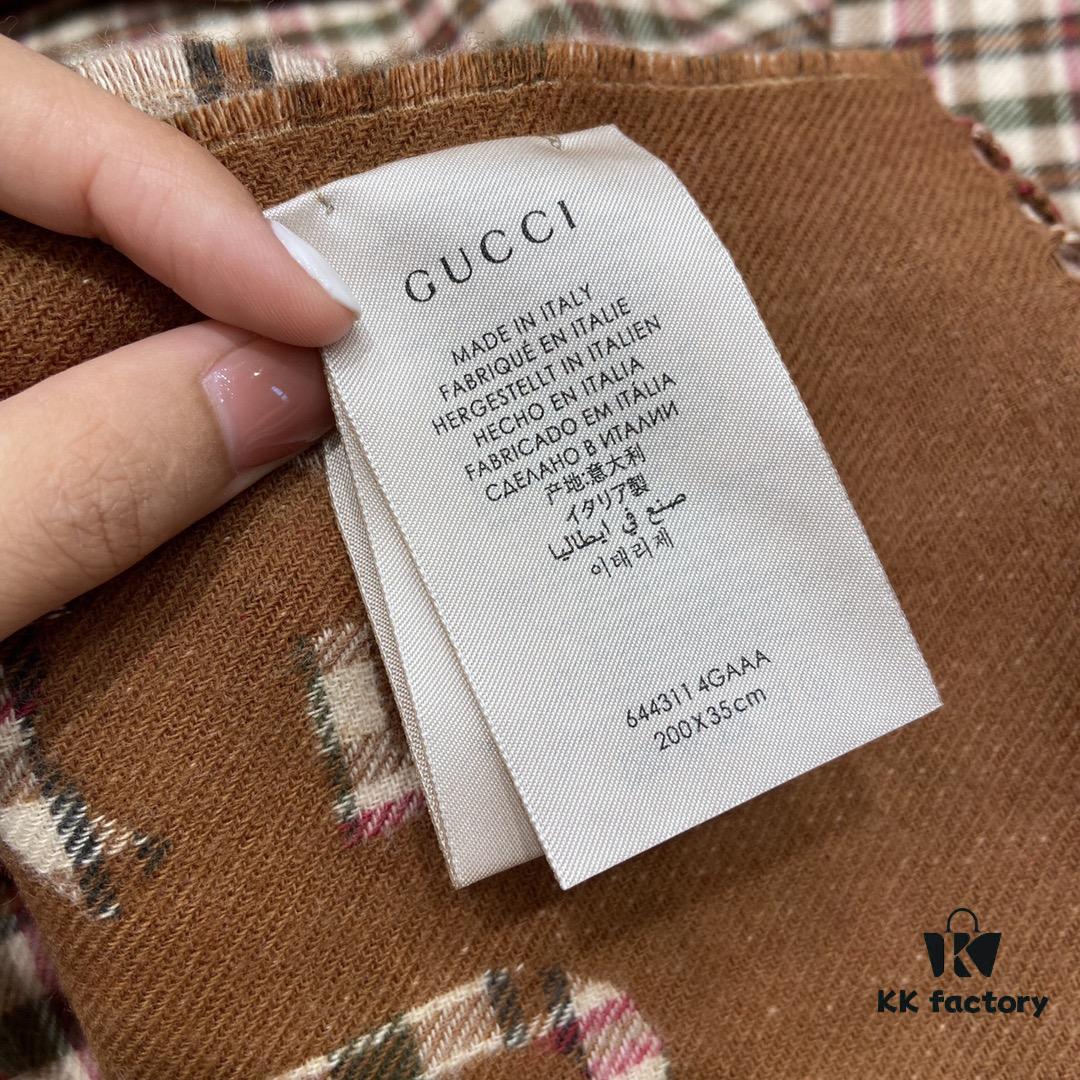 GUCCI
MADE IN ITALY
FABRIQUÉ EN ITALIE
HERGESTELLT IN ITALIEN
HECHO EN ITALIA
FABRICADO EM ITÁLIA
СДЕЛАНО В ИТАЛИИ
产地:意大利
イタリア製
صنع في ايطاليا
이태리제
644311 4GAAA
200X35cm
KK factory